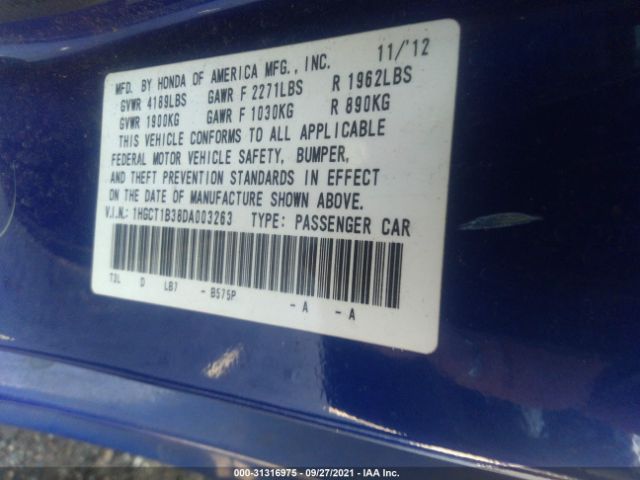 MFD. BY HONDA OF AMERICA MFG., INC. 11/'12
GVWR 4189LBS GAWR F 2271LBS R 1962LBS
GVWR 1900KG GAWR F 1030KG R 890KG
THIS VEHICLE CONFORMS TO ALL APPLICABLE
FEDERAL MOTOR VEHICLE SAFETY, BUMPER,
AND THEFT PREVENTION STANDARDS IN EFFECT
ON THE DATE OF MANUFACTURE SHOWN ABOVE.
V.I.N.: 1HGCT1B38DA003263 TYPE: PASSENGER CAR
T3L D LB7 - B575P - A - A
000-31316975 - 09/27/2021 - IAA Inc.